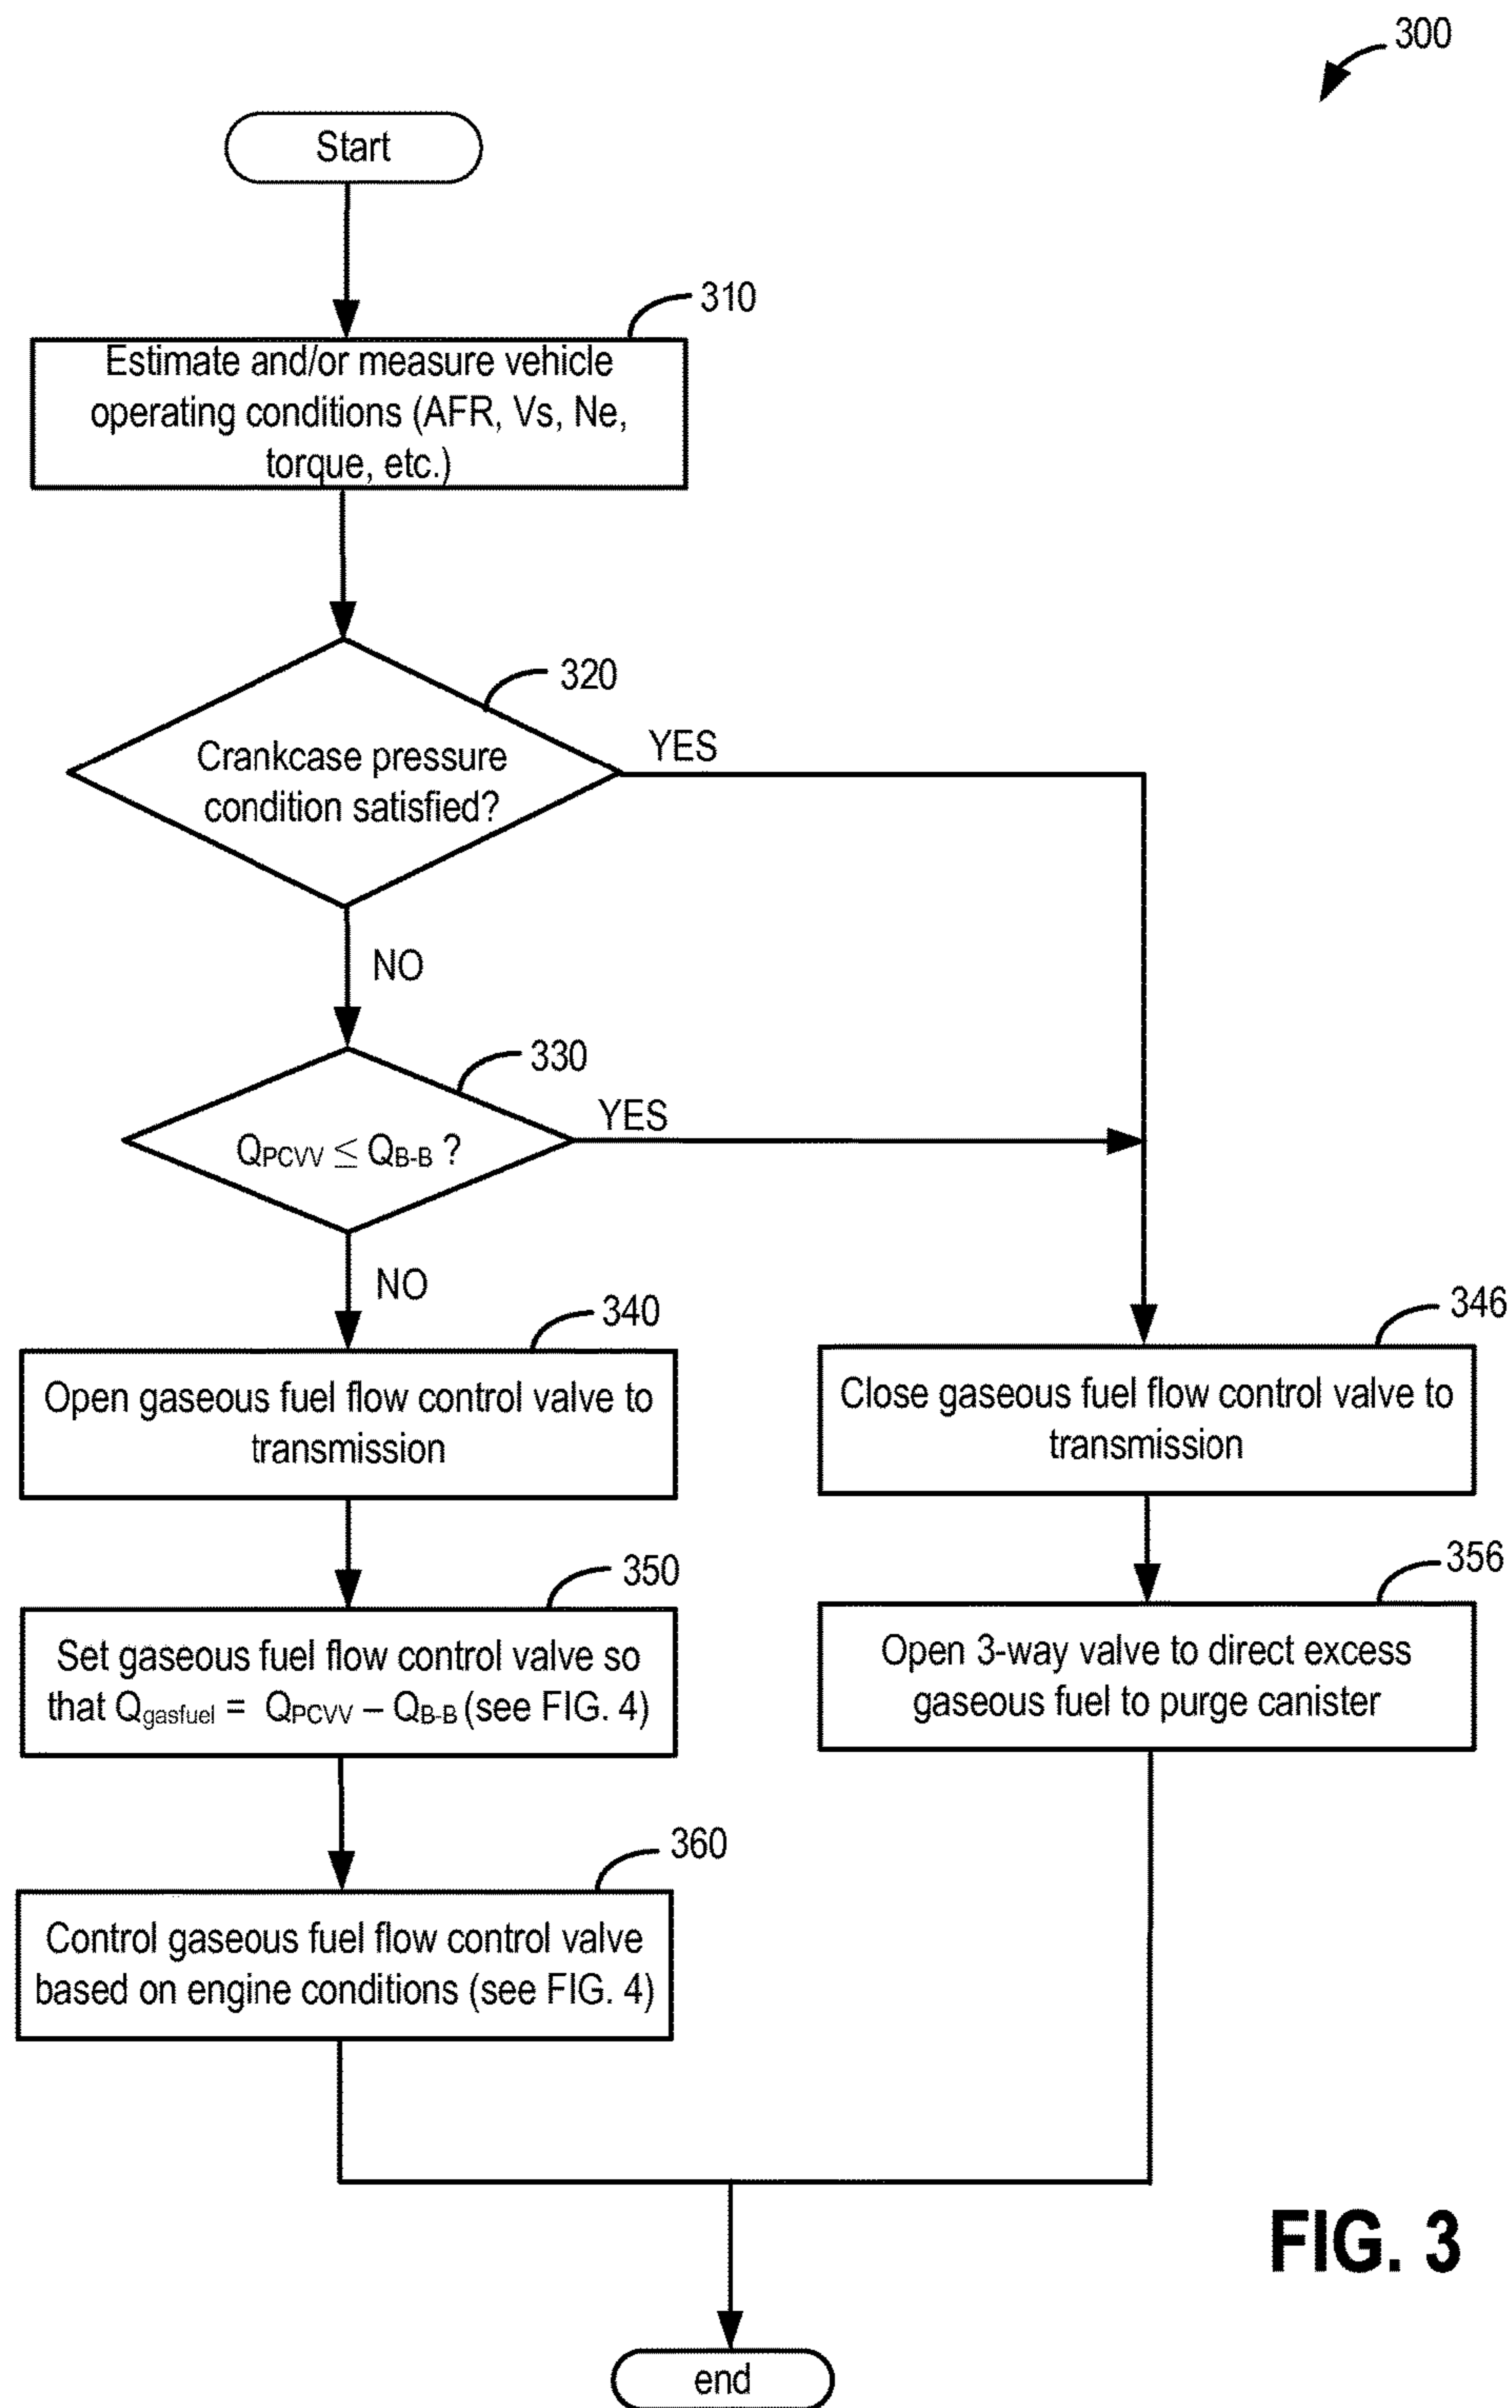 300
Start
310
Estimate and/or measure vehicle
operating conditions (AFR, Vs, Ne,
torque, etc.)
320
Crankcase pressure
condition satisfied?
YES
NO
330
QPCVV ≤ QB-B ?
YES
NO
340
Open gaseous fuel flow control valve to
transmission
346
Close gaseous fuel flow control valve to
transmission
350
Set gaseous fuel flow control valve so
that Qgasfuel = QPCVV – QB-B (see FIG. 4)
356
Open 3-way valve to direct excess
gaseous fuel to purge canister
360
Control gaseous fuel flow control valve
based on engine conditions (see FIG. 4)
FIG. 3
end